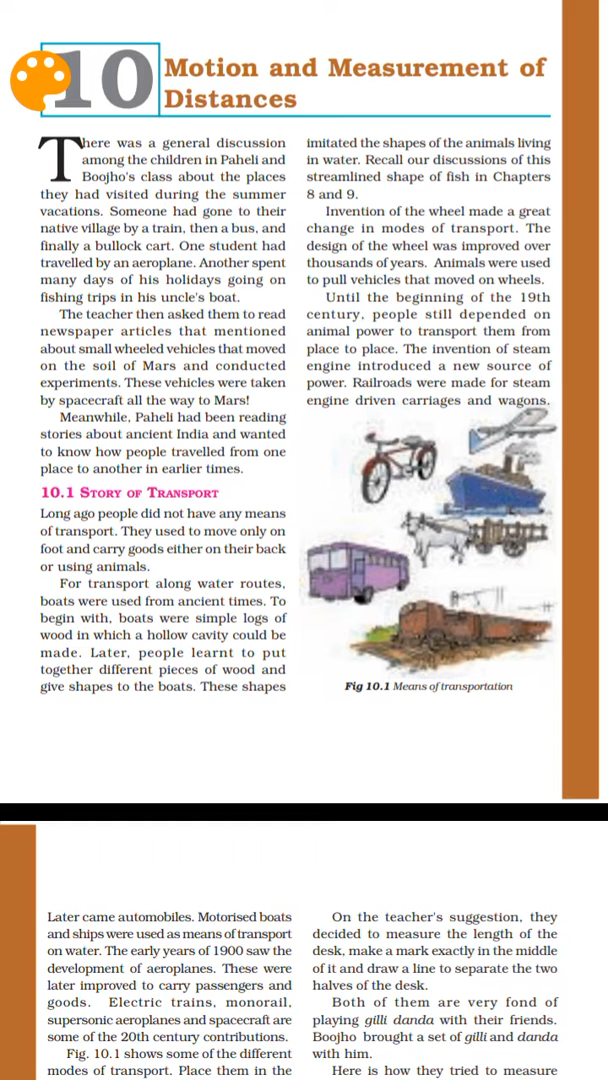 10
Motion and Measurement of
Distances
There was a general discussion
among the children in Paheli and
Boojho's class about the places
they had visited during the summer
vacations. Someone had gone to their
native village by a train, then a bus, and
finally a bullock cart. One student had
travelled by an aeroplane. Another spent
many days of his holidays going on
fishing trips in his uncle's boat.
The teacher then asked them to read
newspaper articles that mentioned
about small wheeled vehicles that moved
on the soil of Mars and conducted
experiments. These vehicles were taken
by spacecraft all the way to Mars!
Meanwhile, Paheli had been reading
stories about ancient India and wanted
to know how people travelled from one
place to another in earlier times.
10.1 STORY OF TRANSPORT
Long ago people did not have any means
of transport. They used to move only on
foot and carry goods either on their back
or using animals.
For transport along water routes,
boats were used from ancient times. To
begin with, boats were simple logs of
wood in which a hollow cavity could be
made. Later, people learnt to put
together different pieces of wood and
give shapes to the boats. These shapes
imitated the shapes of the animals living
in water. Recall our discussions of this
streamlined shape of fish in Chapters
8 and 9.
Invention of the wheel made a great
change in modes of transport. The
design of the wheel was improved over
thousands of years. Animals were used
to pull vehicles that moved on wheels.
Until the beginning of the 19th
century, people still depended on
animal power to transport them from
place to place. The invention of steam
engine introduced a new source of
power. Railroads were made for steam
engine driven carriages and wagons.
Fig 10.1 Means of transportation
Later came automobiles. Motorised boats
and ships were used as means of transport
on water. The early years of 1900 saw the
development of aeroplanes. These were
later improved to carry passengers and
goods. Electric trains, monorail,
supersonic aeroplanes and spacecraft are
some of the 20th century contributions.
Fig. 10.1 shows some of the different
modes of transport. Place them in the
On the teacher's suggestion, they
decided to measure the length of the
desk, make a mark exactly in the middle
of it and draw a line to separate the two
halves of the desk.
Both of them are very fond of
playing gilli danda with their friends.
Boojho brought a set of gilli and danda
with him.
Here is how they tried to measure